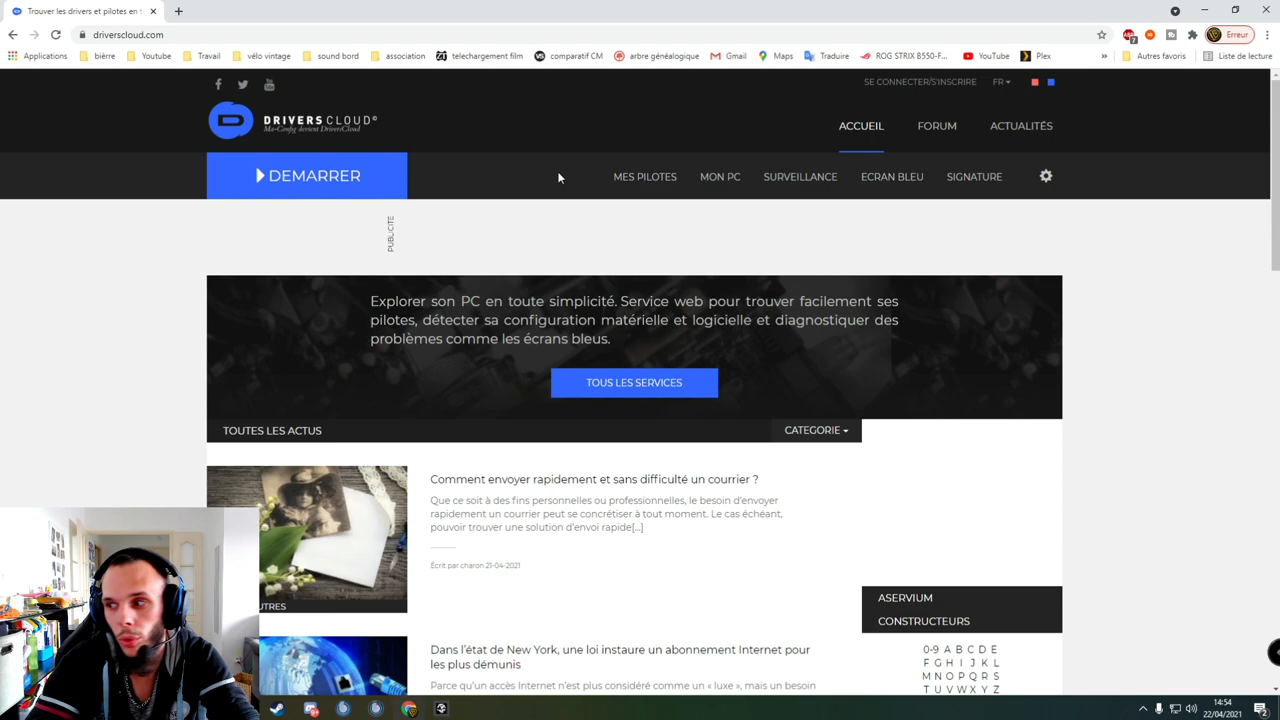 Trouver les drivers et pilotes en t
driverscloud.com
Erreur
Applications
bièrre
Youtube
Travail
vélo vintage
sound bord
association
telechargement film
comparatif CM
arbre généalogique
Gmail
Maps
Traduire
ROG STRIX B550-F...
YouTube
Plex
»
Autres favoris
Liste de lecture
SE CONNECTER/S'INSCRIRE
FR
DRIVERSCLOUD©
Ma-Config devient DriversCloud
ACCUEIL
FORUM
ACTUALITÉS
DEMARRER
MES PILOTES
MON PC
SURVEILLANCE
ECRAN BLEU
SIGNATURE
PUBLICITÉ
Explorer son PC en toute simplicité. Service web pour trouver facilement ses
pilotes, détecter sa configuration matérielle et logicielle et diagnostiquer des
problèmes comme les écrans bleus.
TOUS LES SERVICES
TOUTES LES ACTUS
CATEGORIE
Comment envoyer rapidement et sans difficulté un courrier ?
Que ce soit à des fins personnelles ou professionnelles, le besoin d'envoyer
rapidement un courrier peut se concrétiser à tout moment. Le cas échéant,
pouvoir trouver une solution d'envoi rapide[...]
Écrit par charon 21-04-2021
UTRES
ASERVIUM
CONSTRUCTEURS
0-9 A B C D E
F G H I J K L
M N O P Q R S
T U V W X Y Z
Dans l'état de New York, une loi instaure un abonnement Internet pour
les plus démunis
Parce qu'un accès Internet n'est plus considéré comme un « luxe », mais un besoin
14:54
22/04/2021
2